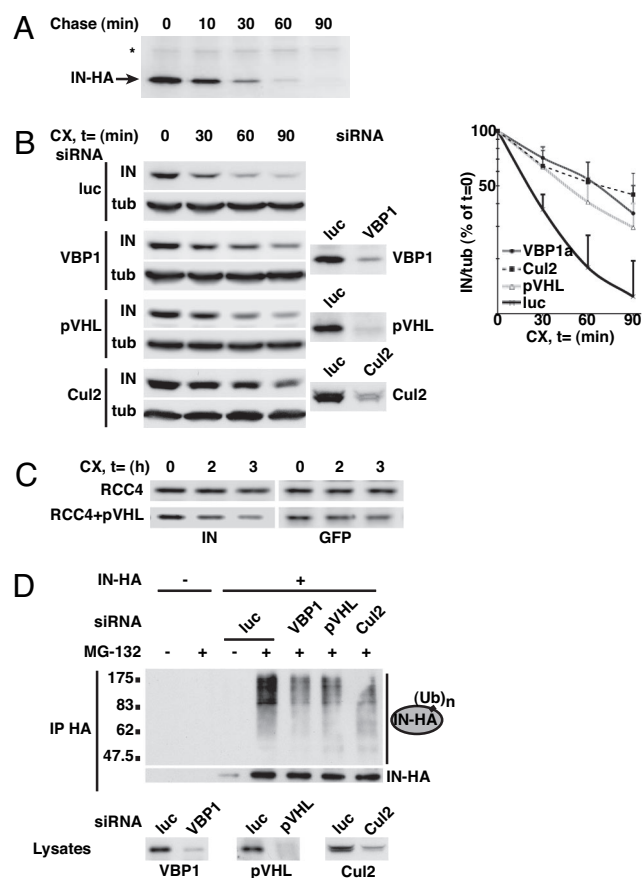 A
Chase (min) 0 10 30 60 90
*
IN-HA
B
CX, t= (min) 0 30 60 90 siRNA
siRNA
luc IN
tub
luc VBP1
VBP1 IN
tub
VBP1
luc
pVHL IN
tub
pVHL
luc Cul2
Cul2 IN
tub
Cul2
100
50
IN/tub (% of t=0)
VBP1a
Cul2
pVHL
luc
0 30 60 90
CX, t= (min)
C
CX, t= (h) 0 2 3 0 2 3
RCC4
RCC4+pVHL
IN GFP
D
IN-HA - +
siRNA luc VBP1 pVHL Cul2
MG-132 - + - + + + +
IP HA
175
83
62
47.5
(Ub)n
IN-HA
IN-HA
siRNA luc VBP1 luc pVHL luc Cul2
Lysates
VBP1 pVHL Cul2